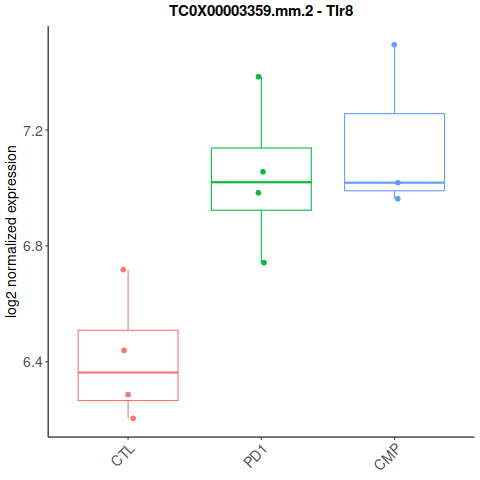 TC0X00003359.mm.2 - Tlr8
log2 normalized expression
7.2
6.8
6.4
CTL
PD1
CMP